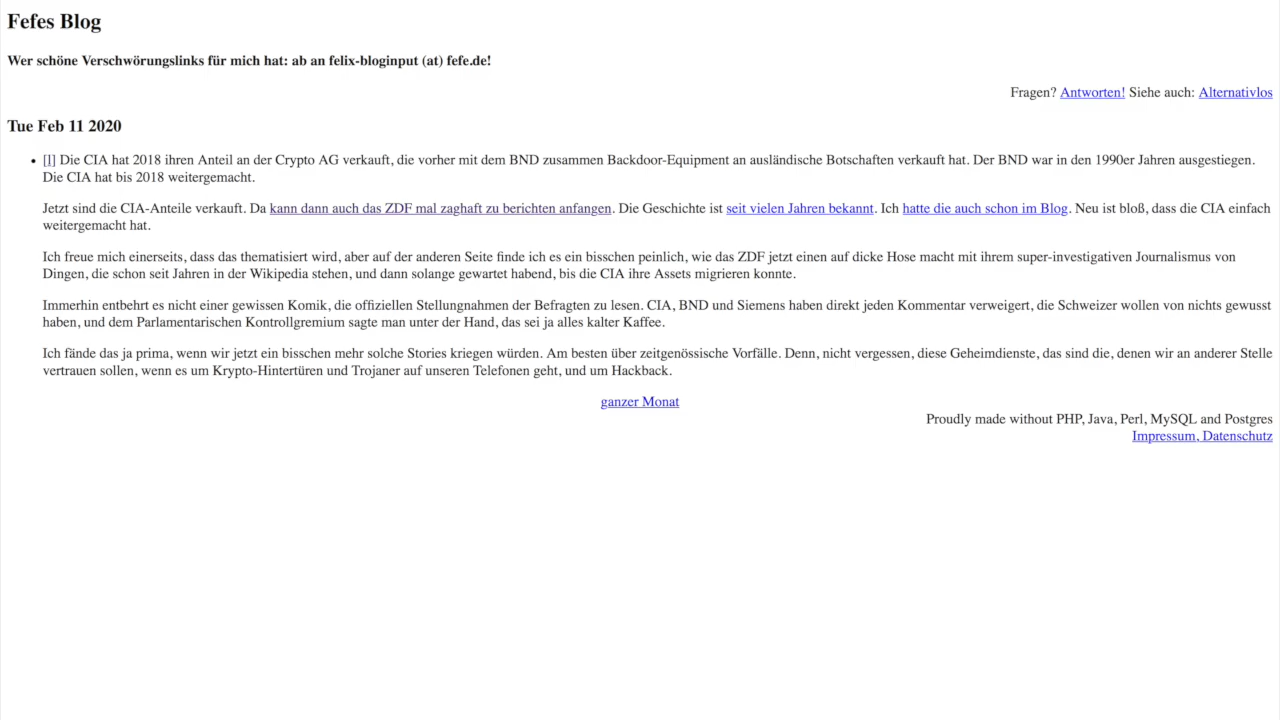 Fefes Blog
Wer schöne Verschwörungslinks für mich hat: ab an felix-bloginput (at) fefe.de!
Fragen? Antworten! Siehe auch: Alternativlos
Tue Feb 11 2020
• [l] Die CIA hat 2018 ihren Anteil an der Crypto AG verkauft, die vorher mit dem BND zusammen Backdoor-Equipment an ausländische Botschaften verkauft hat. Der BND war in den 1990er Jahren ausgestiegen.
Die CIA hat bis 2018 weitergemacht.
Jetzt sind die CIA-Anteile verkauft. Da kann dann auch das ZDF mal zaghaft zu berichten anfangen. Die Geschichte ist seit vielen Jahren bekannt. Ich hatte die auch schon im Blog. Neu ist bloß, dass die CIA einfach
weitergemacht hat.
Ich freue mich einerseits, dass das thematisiert wird, aber auf der anderen Seite finde ich es ein bisschen peinlich, wie das ZDF jetzt einen auf dicke Hose macht mit ihrem super-investigativen Journalismus von
Dingen, die schon seit Jahren in der Wikipedia stehen, und dann solange gewartet habend, bis die CIA ihre Assets migrieren konnte.
Immerhin entbehrt es nicht einer gewissen Komik, die offiziellen Stellungnahmen der Befragten zu lesen. CIA, BND und Siemens haben direkt jeden Kommentar verweigert, die Schweizer wollen von nichts gewusst
haben, und dem Parlamentarischen Kontrollgremium sagte man unter der Hand, das sei ja alles kalter Kaffee.
Ich fände das ja prima, wenn wir jetzt ein bisschen mehr solche Stories kriegen würden. Am besten über zeitgenössische Vorfälle. Denn, nicht vergessen, diese Geheimdienste, das sind die, denen wir an anderer Stelle
vertrauen sollen, wenn es um Krypto-Hintertüren und Trojaner auf unseren Telefonen geht, und um Hackback.
ganzer Monat
Proudly made without PHP, Java, Perl, MySQL and Postgres
Impressum, Datenschutz